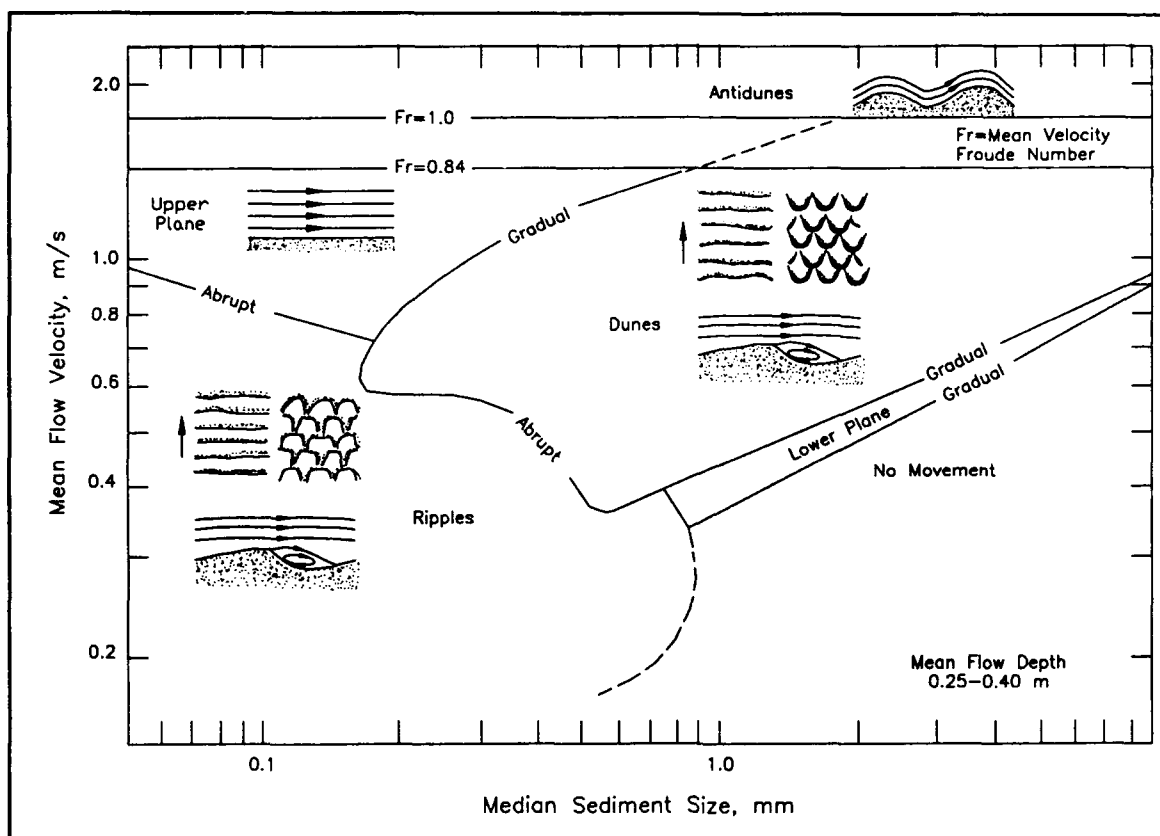 2.0
1.0
0.8
0.6
0.4
0.2
Mean Flow Velocity, m/s
Antidunes
Fr=1.0
Fr=Mean Velocity
Froude Number
Fr=0.84
Upper
Plane
Gradual
Abrupt
Dunes
Abrupt
Gradual
Gradual
Lower Plane
No Movement
Ripples
Mean Flow Depth
0.25-0.40 m
0.1
1.0
Median Sediment Size, mm